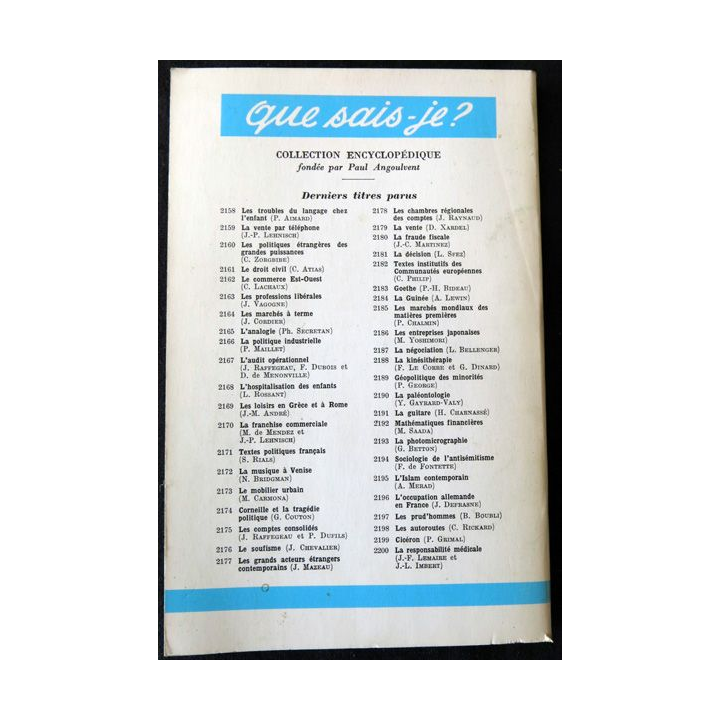 que sais-je?
COLLECTION ENCYCLOPÉDIQUE
fondée par Paul Angoulvent
Derniers titres parus
2158 Les troubles du langage chez
l'enfant (P. AIMARD)
2159 La vente par téléphone
(J.-P. LEHNISCH)
2160 Les politiques étrangères des
grandes puissances
(C. ZORGBIBE)
2161 Le droit civil (C. ATIAS)
2162 Le commerce Est-Ouest
(C. LACHAUX)
2163 Les professions libérales
(J. VAGOGNE)
2164 Les marchés à terme
(J. CORDIER)
2165 L'analogie (Ph. SECRETAN)
2166 La politique industrielle
(P. MAILLET)
2167 L'audit opérationnel
(J. RAFFEGEAU, F. DUBOIS et
D. DE MENONVILLE)
2168 L'hospitalisation des enfants
(L. ROSSANT)
2169 Les loisirs en Grèce et à Rome
(J.-M. ANDRÉ)
2170 La franchise commerciale
(M. DE MENDEZ et
J.-P. LEHNISCH)
2171 Textes politiques français
(S. RIALS)
2172 La musique à Venise
(N. BRIDGMAN)
2173 Le mobilier urbain
(M. CARMONA)
2174 Corneille et la tragédie
politique (G. COUTON)
2175 Les comptes consolidés
(J. RAFFEGEAU et P. DUFILS)
2176 Le soufisme (J. CHEVALIER)
2177 Les grands acteurs étrangers
contemporains (J. MAZEAU)
2178 Les chambres régionales
des comptes (J. RAYNAUD)
2179 La vente (D. XARDEL)
2180 La fraude fiscale
(J.-C. MARTINEZ)
2181 La décision (L. SFEZ)
2182 Textes institutifs des
Communautés européennes
(C. PHILIP)
2183 Goethe (P.-H. BIDEAU)
2184 La Guinée (A. LEWIN)
2185 Les marchés mondiaux des
matières premières
(P. CHALMIN)
2186 Les entreprises japonaises
(M. YOSHIMORI)
2187 La négociation (L. BELLENGER)
2188 La kinésithérapie
(F. LE CORRE et G. DINARD)
2189 Géopolitique des minorités
(P. GEORGE)
2190 La paléontologie
(Y. GAYRARD-VALY)
2191 La guitare (H. CHARNASSÉ)
2192 Mathématiques financières
(M. SAADA)
2193 La photomicrographie
(G. BETTON)
2194 Sociologie de l'antisémitisme
(F. DE FONTETTE)
2195 L'Islam contemporain
(A. MERAD)
2196 L'occupation allemande
en France (J. DEFRASNE)
2197 Les prud'hommes (B. BOUBLI)
2198 Les autoroutes (C. RICKARD)
2199 Cicéron (P. GRIMAL)
2200 La responsabilité médicale
(J.-F. LEMAIRE et
J.-L. IMBERT)